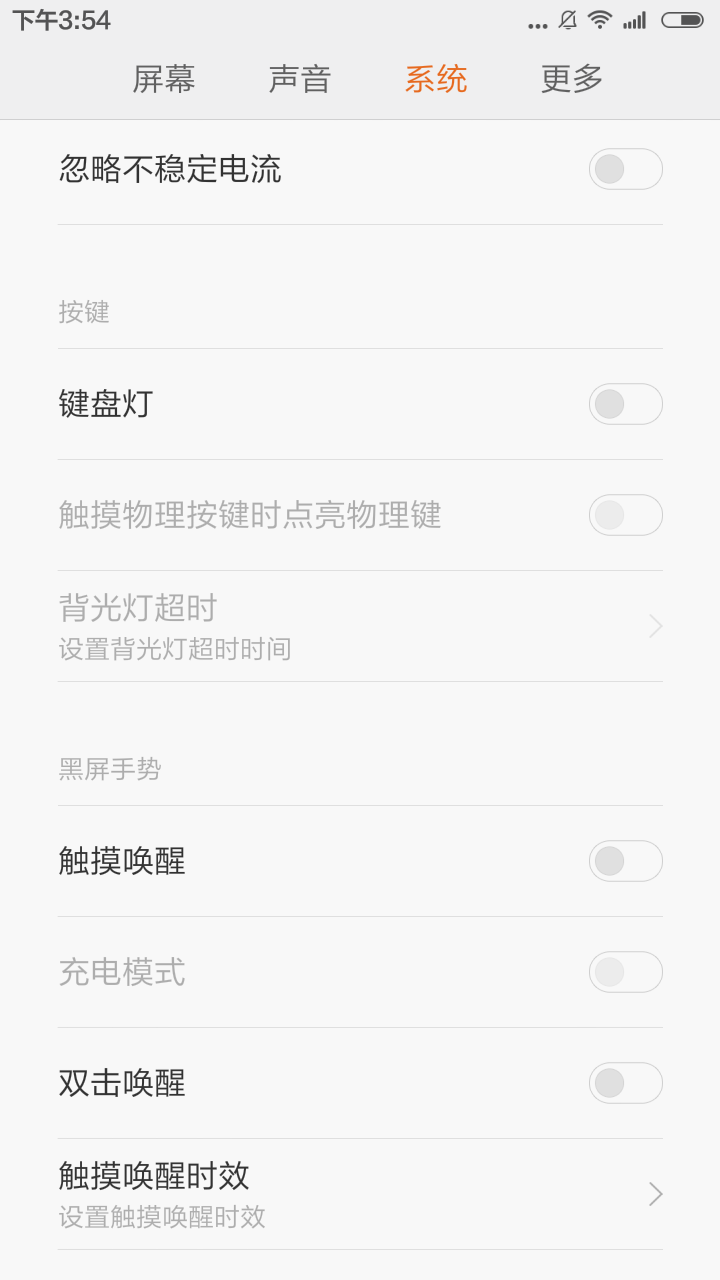 下午3:54
屏幕 声音 系统 更多
忽略不稳定电流
按键
键盘灯
触摸物理按键时点亮物理键
背光灯超时
设置背光灯超时时间
黑屏手势
触摸唤醒
充电模式
双击唤醒
触摸唤醒时效
设置触摸唤醒时效